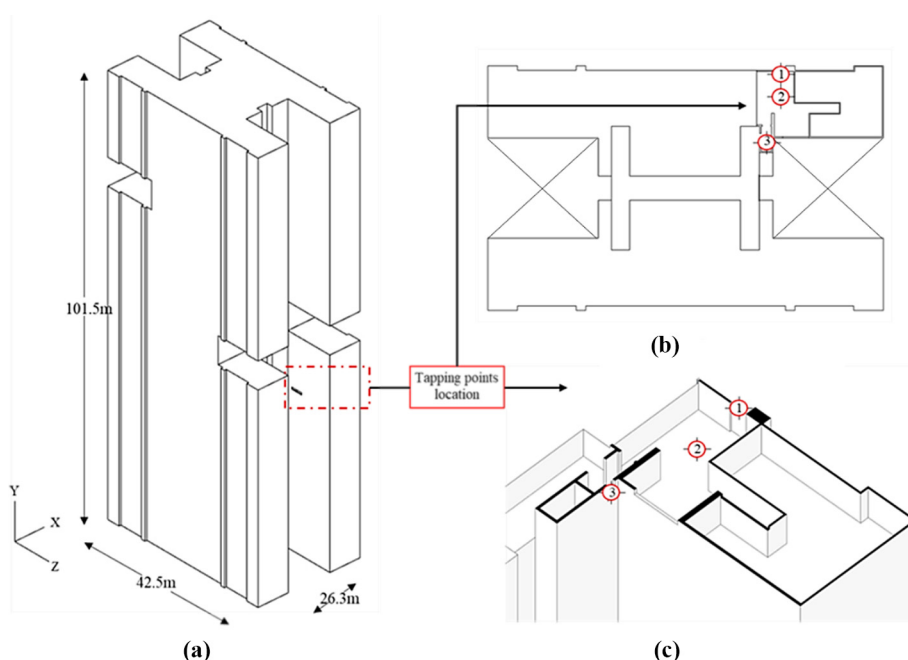 101.5m
Y
X
Z
42.5m
26.3m
(a)
Tapping points
location
1
2
3
(b)
1
2
3
(c)